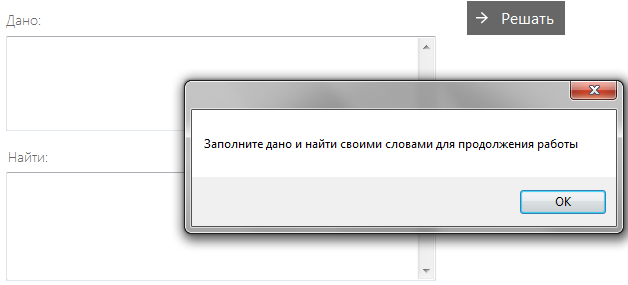 Дано:
→ Решать
Заполните дано и найти своими словами для продолжения работы
Найти:
OK